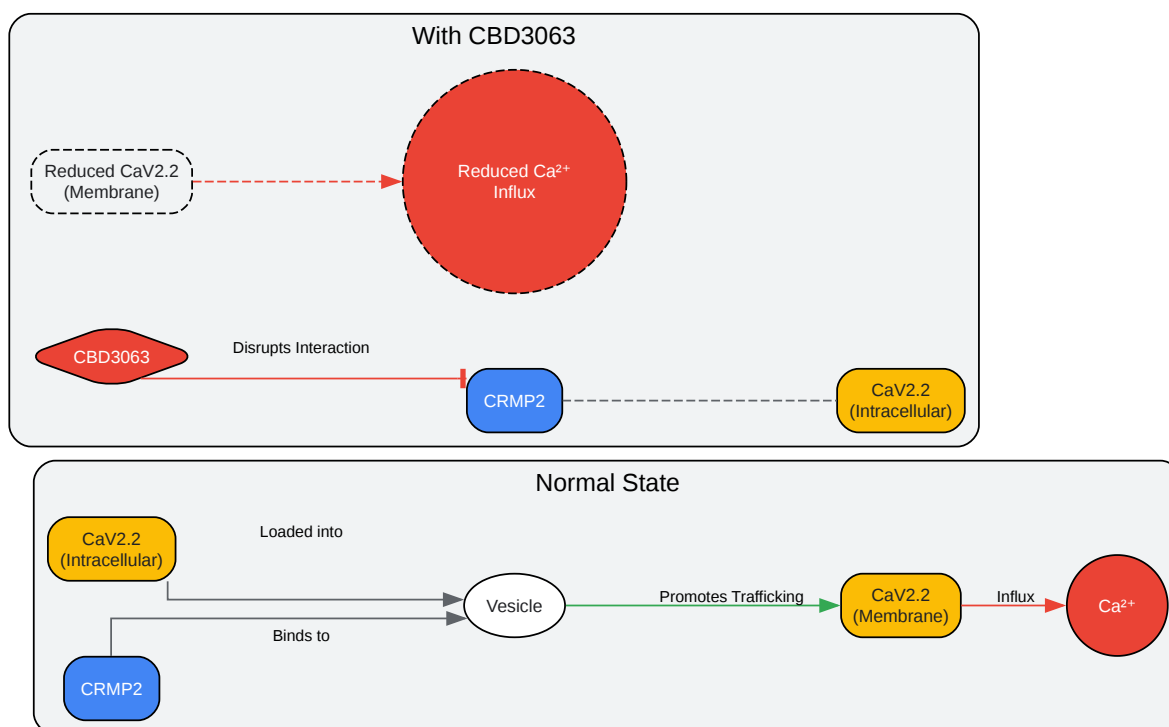 With CBD3063
Reduced CaV2.2
(Membrane)
Reduced Ca²⁺
Influx
CBD3063
Disrupts Interaction
CRMP2
CaV2.2
(Intracellular)
Normal State
CaV2.2
(Intracellular)
Loaded into
Vesicle
Promotes Trafficking
CaV2.2
(Membrane)
Influx
Ca²⁺
Binds to
CRMP2